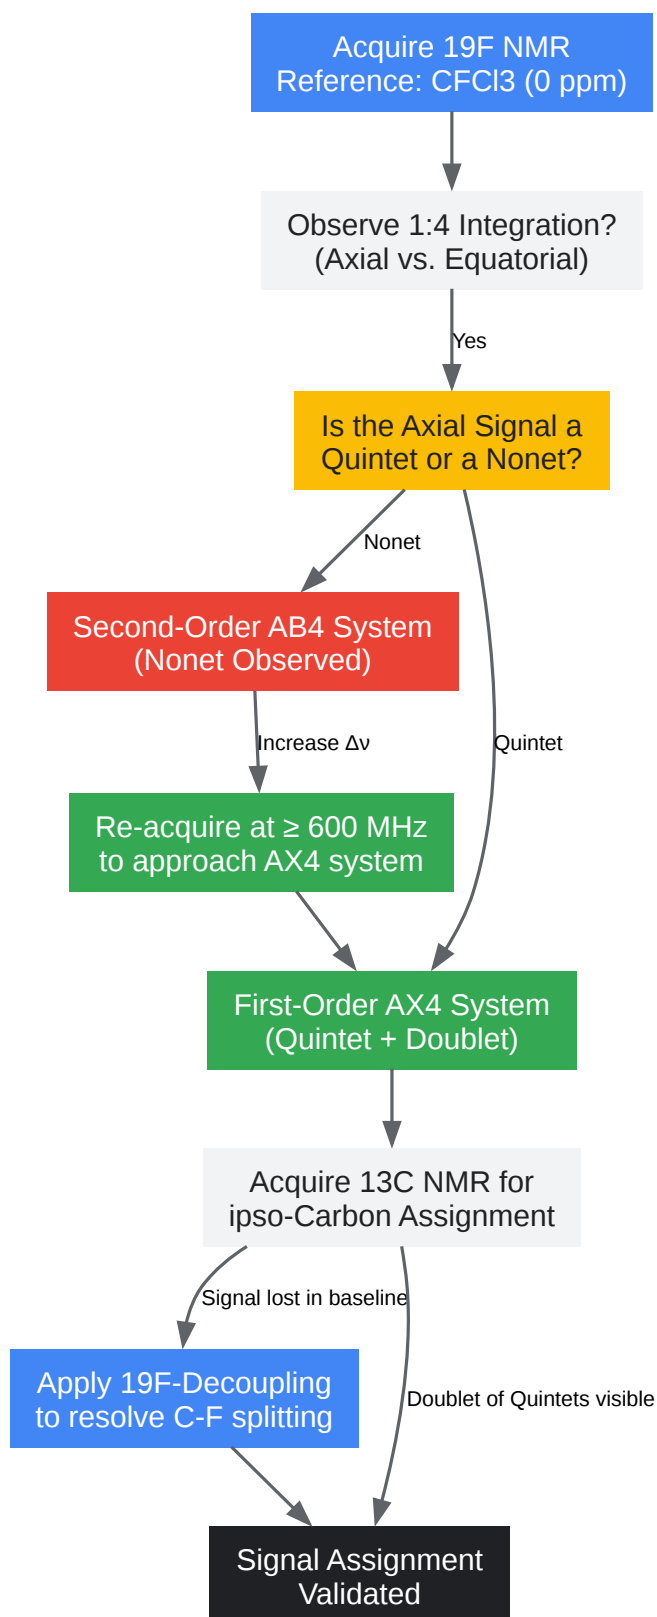 Acquire 19F NMR
Reference: CFCl3 (0 ppm)
Observe 1:4 Integration?
(Axial vs. Equatorial)
Yes
Is the Axial Signal a
Quintet or a Nonet?
Nonet
Second-Order AB4 System
(Nonet Observed)
Increase Δν
Quintet
Re-acquire at ≥ 600 MHz
to approach AX4 system
First-Order AX4 System
(Quintet + Doublet)
Acquire 13C NMR for
ipso-Carbon Assignment
Signal lost in baseline
Apply 19F-Decoupling
to resolve C-F splitting
Doublet of Quintets visible
Signal Assignment
Validated